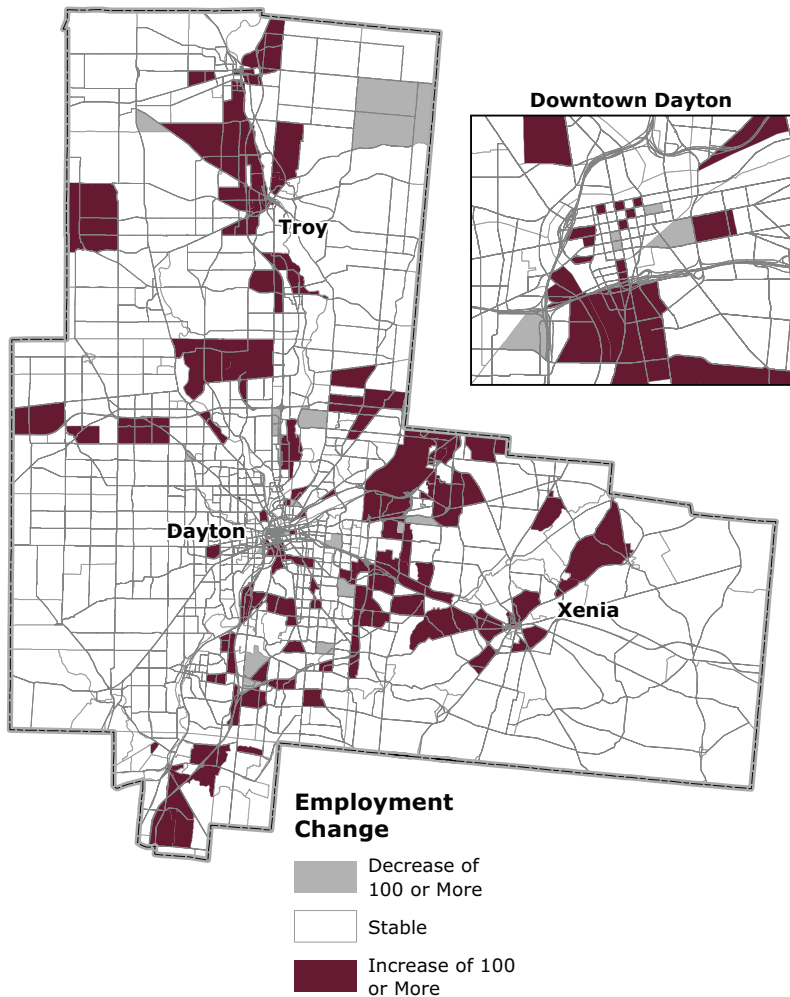 Downtown Dayton
Troy
Dayton
Xenia
Employment
Change
Decrease of
100 or More
Stable
Increase of 100
or More